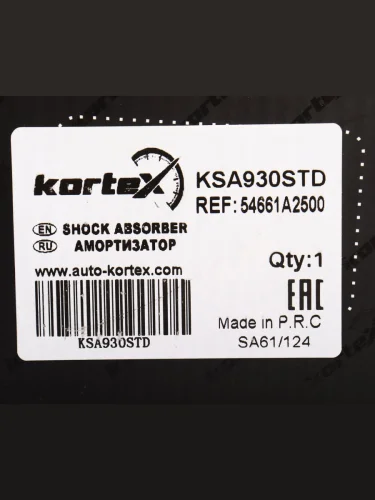 kortex
KSA930STD
REF: 54661A2500
EN SHOCK ABSORBER
RU АМОРТИЗАТОР
www.auto-kortex.com
Qty:1
EAC
KSA930STD
Made in P.R.C
SA61/124